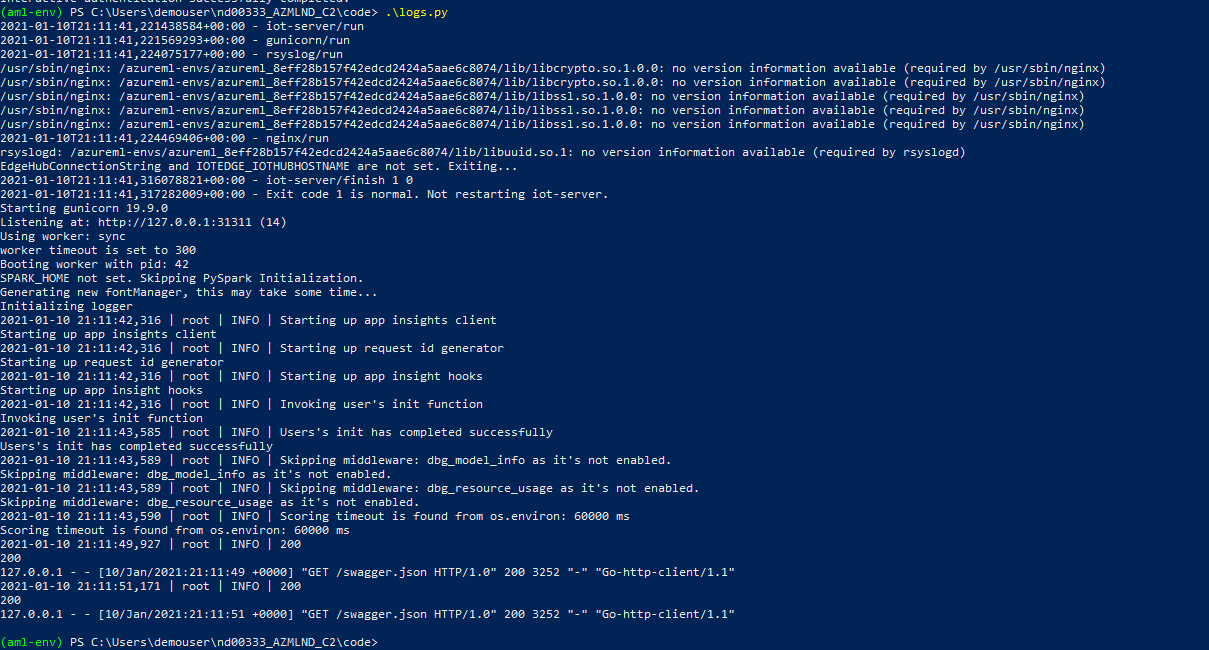 Interactive authentication successfully completed.
(aml-env) PS C:\Users\demouser\nd00333_AZMLND_C2\code> .\logs.py
2021-01-10T21:11:41,221438584+00:00 - iot-server/run
2021-01-10T21:11:41,221569293+00:00 - gunicorn/run
2021-01-10T21:11:41,224075177+00:00 - rsyslog/run
/usr/sbin/nginx: /azureml-envs/azureml_8eff28b157f42edcd2424a5aae6c8074/lib/libcrypto.so.1.0.0: no version information available (required by /usr/sbin/nginx)
/usr/sbin/nginx: /azureml-envs/azureml_8eff28b157f42edcd2424a5aae6c8074/lib/libcrypto.so.1.0.0: no version information available (required by /usr/sbin/nginx)
/usr/sbin/nginx: /azureml-envs/azureml_8eff28b157f42edcd2424a5aae6c8074/lib/libssl.so.1.0.0: no version information available (required by /usr/sbin/nginx)
/usr/sbin/nginx: /azureml-envs/azureml_8eff28b157f42edcd2424a5aae6c8074/lib/libssl.so.1.0.0: no version information available (required by /usr/sbin/nginx)
/usr/sbin/nginx: /azureml-envs/azureml_8eff28b157f42edcd2424a5aae6c8074/lib/libssl.so.1.0.0: no version information available (required by /usr/sbin/nginx)
2021-01-10T21:11:41,224469406+00:00 - nginx/run
rsyslogd: /azureml-envs/azureml_8eff28b157f42edcd2424a5aae6c8074/lib/libuuid.so.1: no version information available (required by rsyslogd)
EdgeHubConnectionString and IOTEDGE_IOTHUBHOSTNAME are not set. Exiting...
2021-01-10T21:11:41,316078821+00:00 - iot-server/finish 1 0
2021-01-10T21:11:41,317282009+00:00 - Exit code 1 is normal. Not restarting iot-server.
Starting gunicorn 19.9.0
Listening at: http://127.0.0.1:31311 (14)
Using worker: sync
worker timeout is set to 300
Booting worker with pid: 42
SPARK_HOME not set. Skipping PySpark Initialization.
Generating new fontManager, this may take some time...
Initializing logger
2021-01-10 21:11:42,316 | root | INFO | Starting up app insights client
Starting up app insights client
2021-01-10 21:11:42,316 | root | INFO | Starting up request id generator
Starting up request id generator
2021-01-10 21:11:42,316 | root | INFO | Starting up app insight hooks
Starting up app insight hooks
2021-01-10 21:11:42,316 | root | INFO | Invoking user's init function
Invoking user's init function
2021-01-10 21:11:43,585 | root | INFO | Users's init has completed successfully
Users's init has completed successfully
2021-01-10 21:11:43,589 | root | INFO | Skipping middleware: dbg_model_info as it's not enabled.
Skipping middleware: dbg_model_info as it's not enabled.
2021-01-10 21:11:43,589 | root | INFO | Skipping middleware: dbg_resource_usage as it's not enabled.
Skipping middleware: dbg_resource_usage as it's not enabled.
2021-01-10 21:11:43,590 | root | INFO | Scoring timeout is found from os.environ: 60000 ms
Scoring timeout is found from os.environ: 60000 ms
2021-01-10 21:11:49,927 | root | INFO | 200
200
127.0.0.1 - - [10/Jan/2021:21:11:49 +0000] "GET /swagger.json HTTP/1.0" 200 3252 "-" "Go-http-client/1.1"
2021-01-10 21:11:51,171 | root | INFO | 200
200
127.0.0.1 - - [10/Jan/2021:21:11:51 +0000] "GET /swagger.json HTTP/1.0" 200 3252 "-" "Go-http-client/1.1"
(aml-env) PS C:\Users\demouser\nd00333_AZMLND_C2\code>